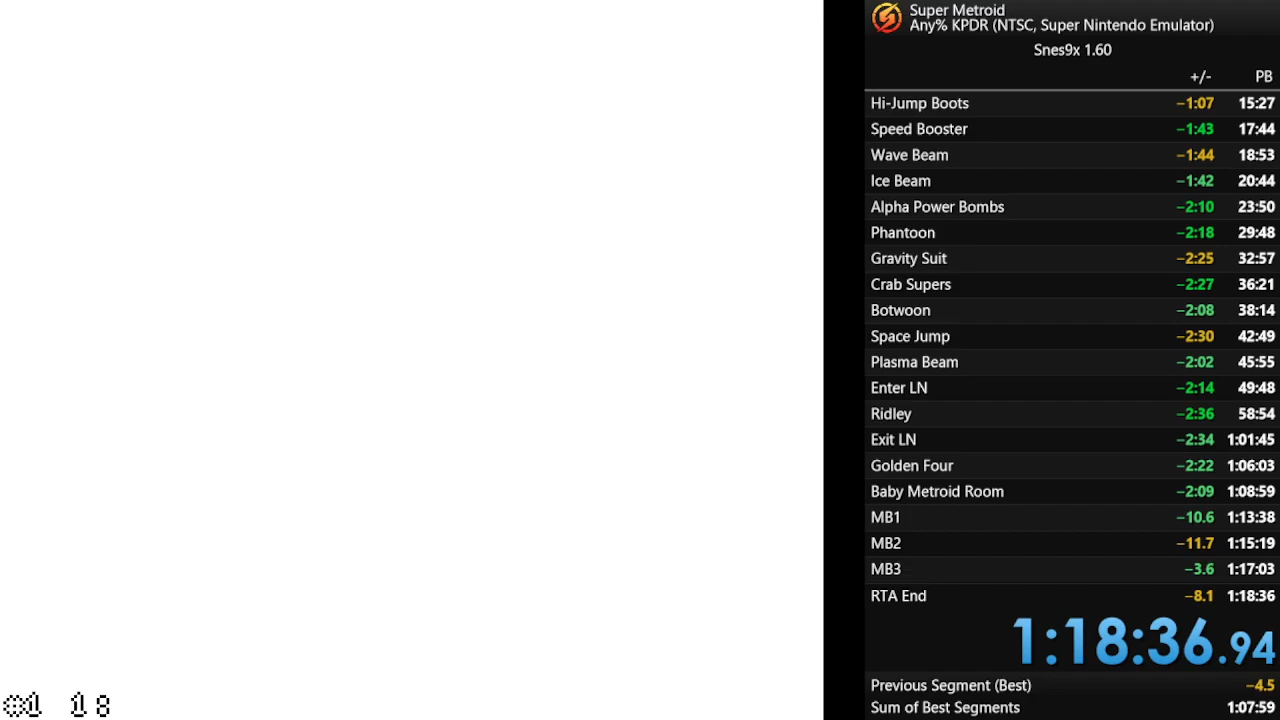 Super Metroid
Any% KPDR (NTSC, Super Nintendo Emulator)
Snes9x 1.60
+/- PB
Hi-Jump Boots −1:07 15:27
Speed Booster −1:43 17:44
Wave Beam −1:44 18:53
Ice Beam −1:42 20:44
Alpha Power Bombs −2:10 23:50
Phantoon −2:18 29:48
Gravity Suit −2:25 32:57
Crab Supers −2:27 36:21
Botwoon −2:08 38:14
Space Jump −2:30 42:49
Plasma Beam −2:02 45:55
Enter LN −2:14 49:48
Ridley −2:36 58:54
Exit LN −2:34 1:01:45
Golden Four −2:22 1:06:03
Baby Metroid Room −2:09 1:08:59
MB1 −10.6 1:13:38
MB2 −11.7 1:15:19
MB3 −3.6 1:17:03
RTA End −8.1 1:18:36
1:18:36.94
Previous Segment (Best) −4.5
Sum of Best Segments 1:07:59
1 18